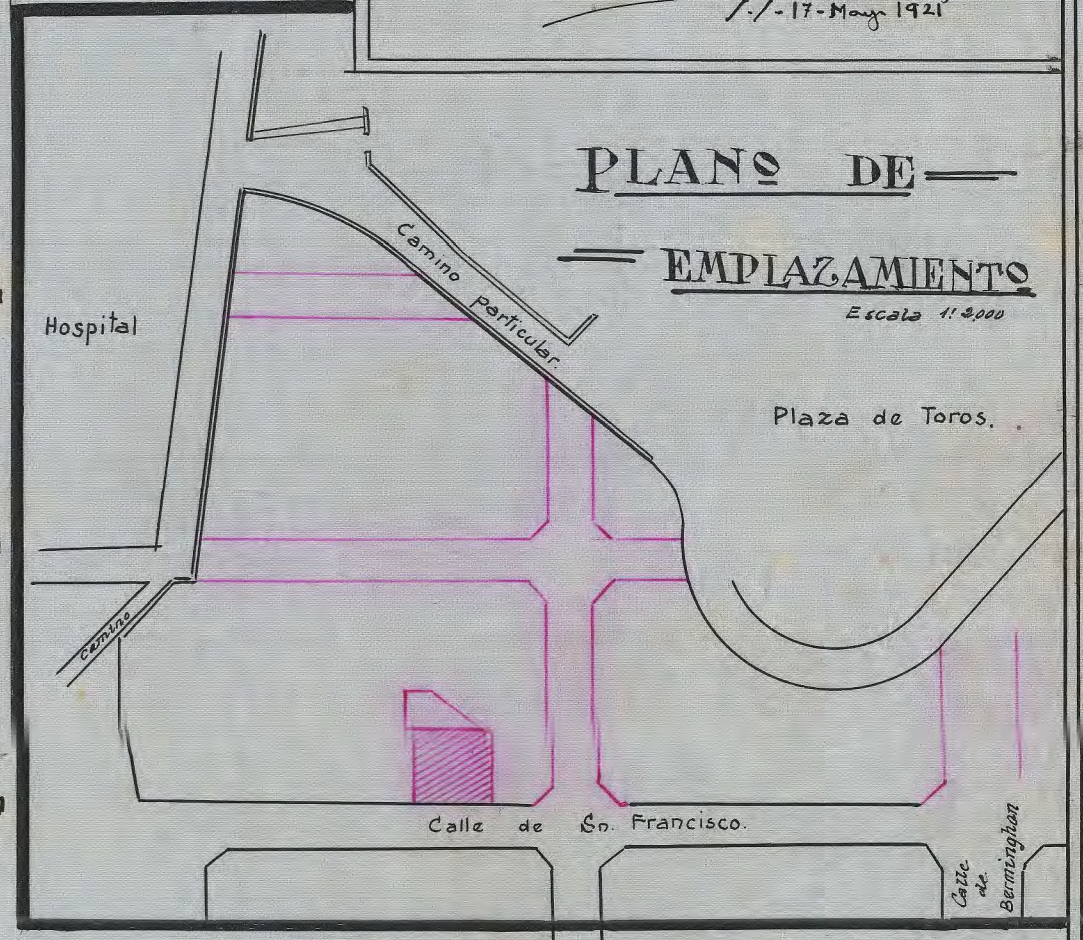 17-Mayo 1921
PLANO DE
EMPLAZAMIENTO
Escala 1:2,000
Camino Particular.
Hospital
Plaza de Toros.
Camino
Calle de Sn. Francisco.
Calle
de
Berminghan